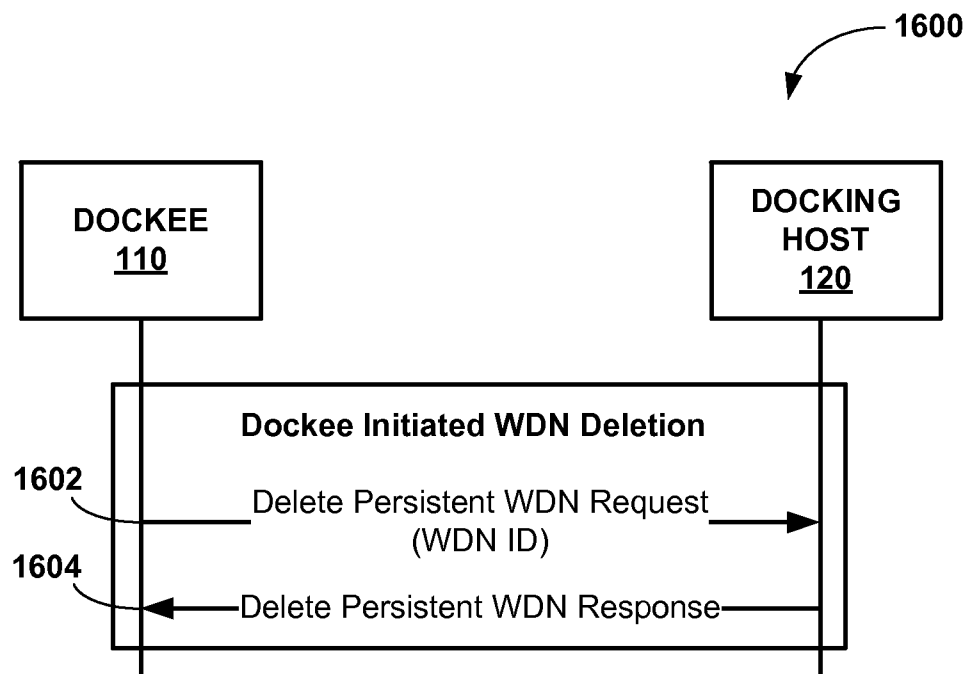 1600
DOCKEE
110
DOCKING
HOST
120
Dockee Initiated WDN Deletion
1602
Delete Persistent WDN Request
(WDN ID)
1604
Delete Persistent WDN Response